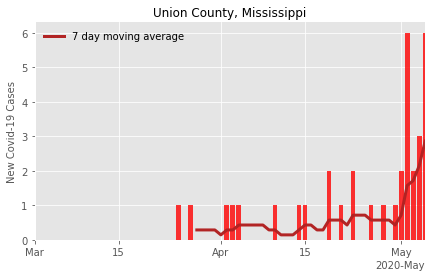 Union County, Mississippi
7 day moving average
New Covid-19 Cases
6
5
4
3
2
1
0
Mar
15
Apr
15
May
2020-May